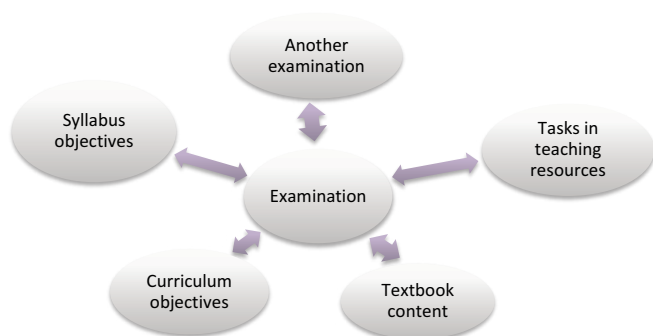 Another
examination
Syllabus
objectives
Tasks in
teaching
resources
Examination
Curriculum
objectives
Textbook
content